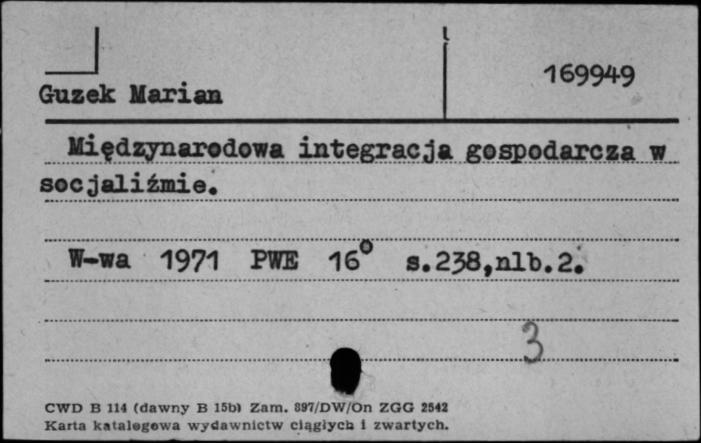 169949
Guzek Marian
Międzynarodowa integracja gospodarcza w
socjaliźmie.
W-wa 1971 PWE 16° s.238,nlb.2.
3
CWD B 114 (dawny B 15b) Zam. 897/DW/On ZGG 2542
Karta katalogowa wydawnictw ciągłych i zwartych.